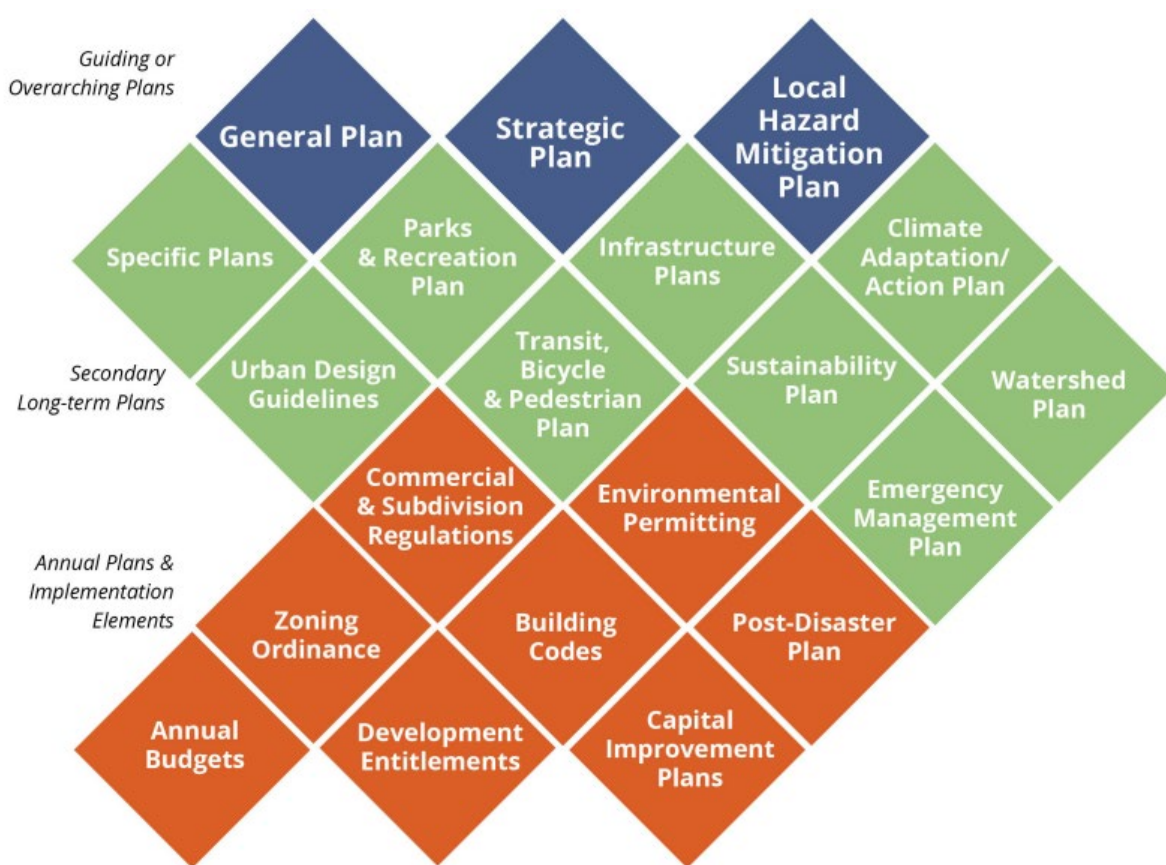 Guiding or
Overarching Plans
General Plan
Strategic
Plan
Local
Hazard
Mitigation
Plan
Specific Plans
Parks
& Recreation
Plan
Infrastructure
Plans
Climate
Adaptation/
Action Plan
Secondary
Long-term Plans
Urban Design
Guidelines
Transit,
Bicycle
& Pedestrian
Plan
Sustainability
Plan
Watershed
Plan
Commercial
& Subdivision
Regulations
Environmental
Permitting
Emergency
Management
Plan
Annual Plans &
Implementation
Elements
Zoning
Ordinance
Building
Codes
Post-Disaster
Plan
Annual
Budgets
Development
Entitlements
Capital
Improvement
Plans